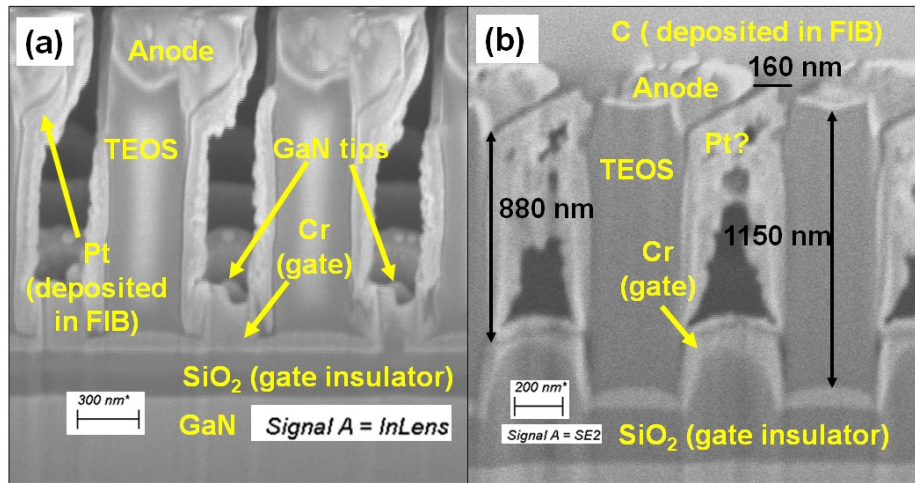 (a)
Anode
TEOS
GaN tips
Cr
(gate)
Pt
(deposited
in FIB)
SiO₂ (gate insulator)
300 nm*
GaN
Signal A = InLens
(b)
C ( deposited in FIB)
160 nm
Anode
Pt?
TEOS
880 nm
1150 nm
Cr
(gate)
200 nm*
Signal A = SE2
SiO₂ (gate insulator)